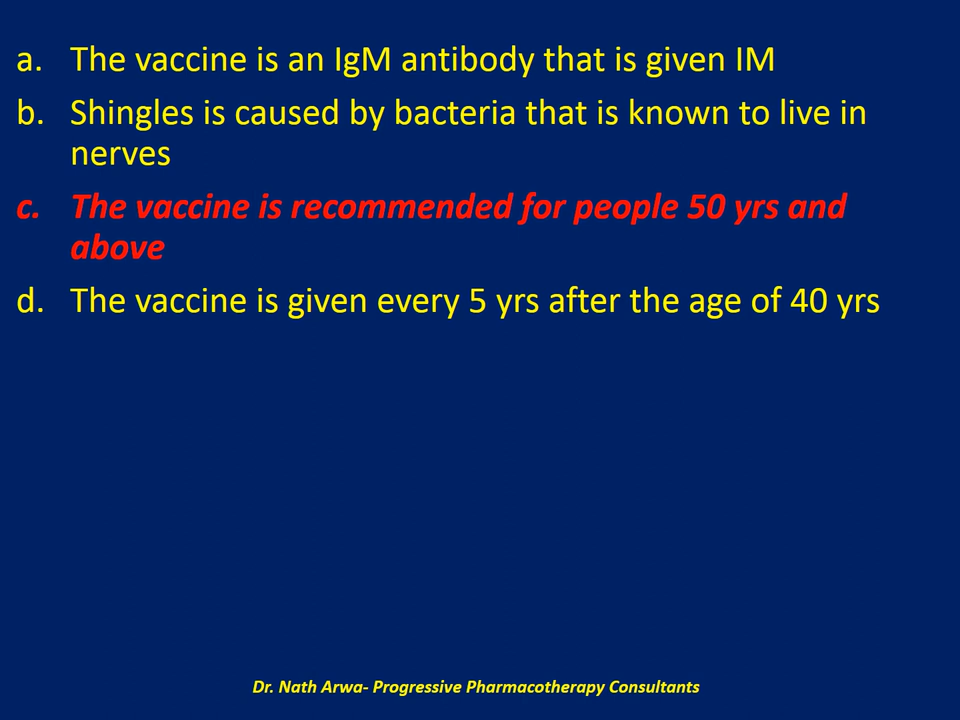 a. The vaccine is an IgM antibody that is given IM
b. Shingles is caused by bacteria that is known to live in
nerves
c. The vaccine is recommended for people 50 yrs and
above
d. The vaccine is given every 5 yrs after the age of 40 yrs
Dr. Nath Arwa- Progressive Pharmacotherapy Consultants